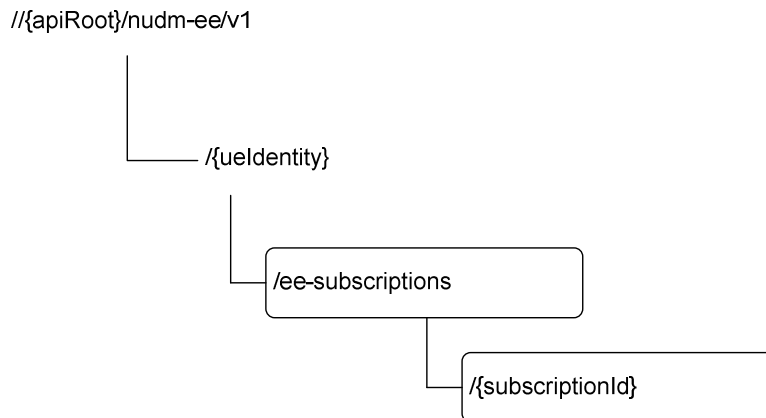 //{apiRoot}/nudm-ee/v1
/{ueIdentity}
/ee-subscriptions
/{subscriptionId}